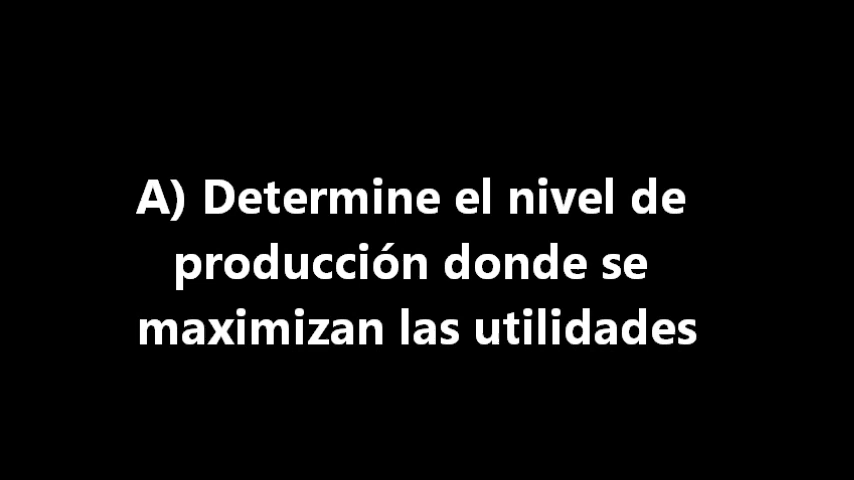 A) Determine el nivel de
producción donde se
maximizan las utilidades